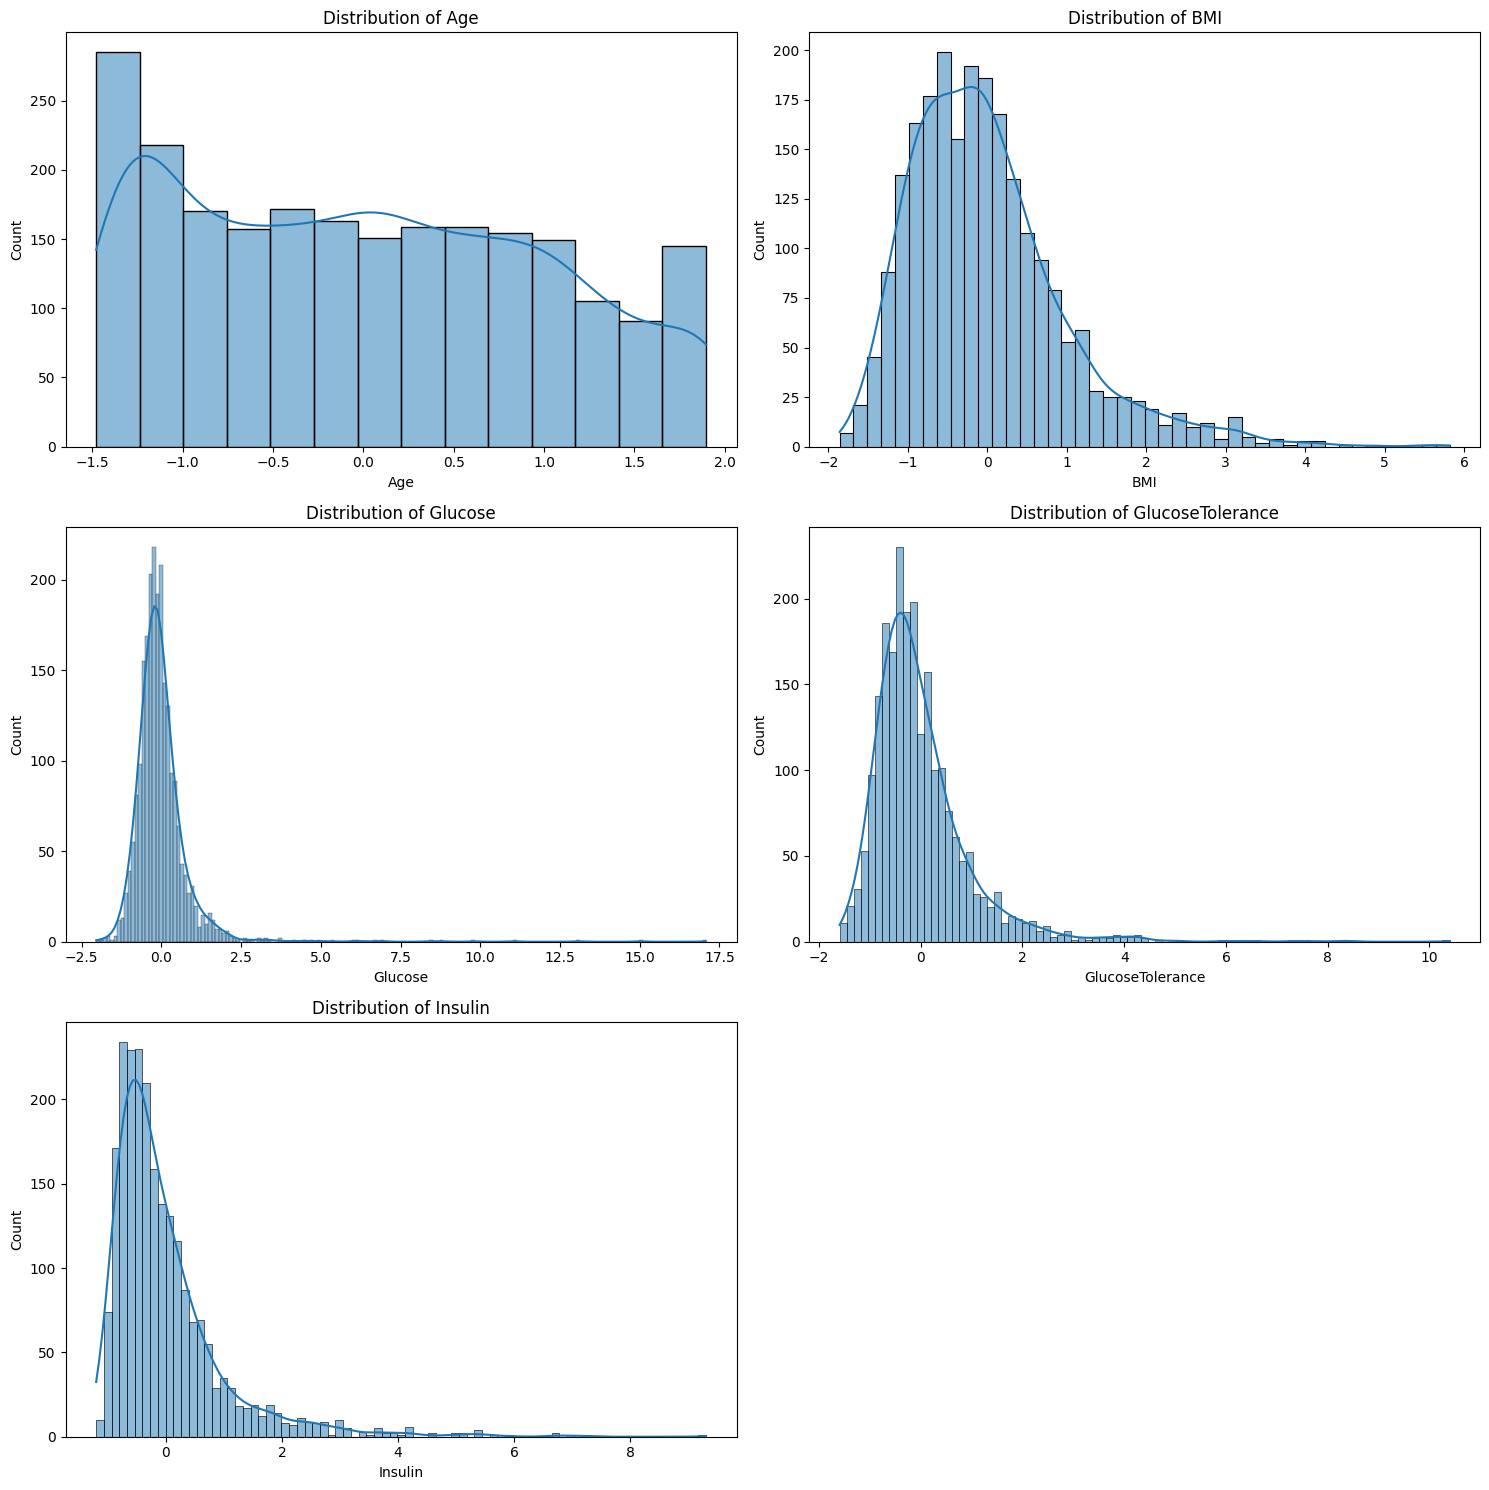 Distribution of Age
Count
250
200
150
100
50
0
−1.5 −1.0 −0.5 0.0 0.5 1.0 1.5 2.0
Age
Distribution of BMI
Count
200
175
150
125
100
75
50
25
0
−2 −1 0 1 2 3 4 5 6
BMI
Distribution of Glucose
Count
200
150
100
50
0
−2.5 0.0 2.5 5.0 7.5 10.0 12.5 15.0 17.5
Glucose
Distribution of GlucoseTolerance
Count
200
150
100
50
0
−2 0 2 4 6 8 10
GlucoseTolerance
Distribution of Insulin
Count
200
150
100
50
0
0 2 4 6 8
Insulin